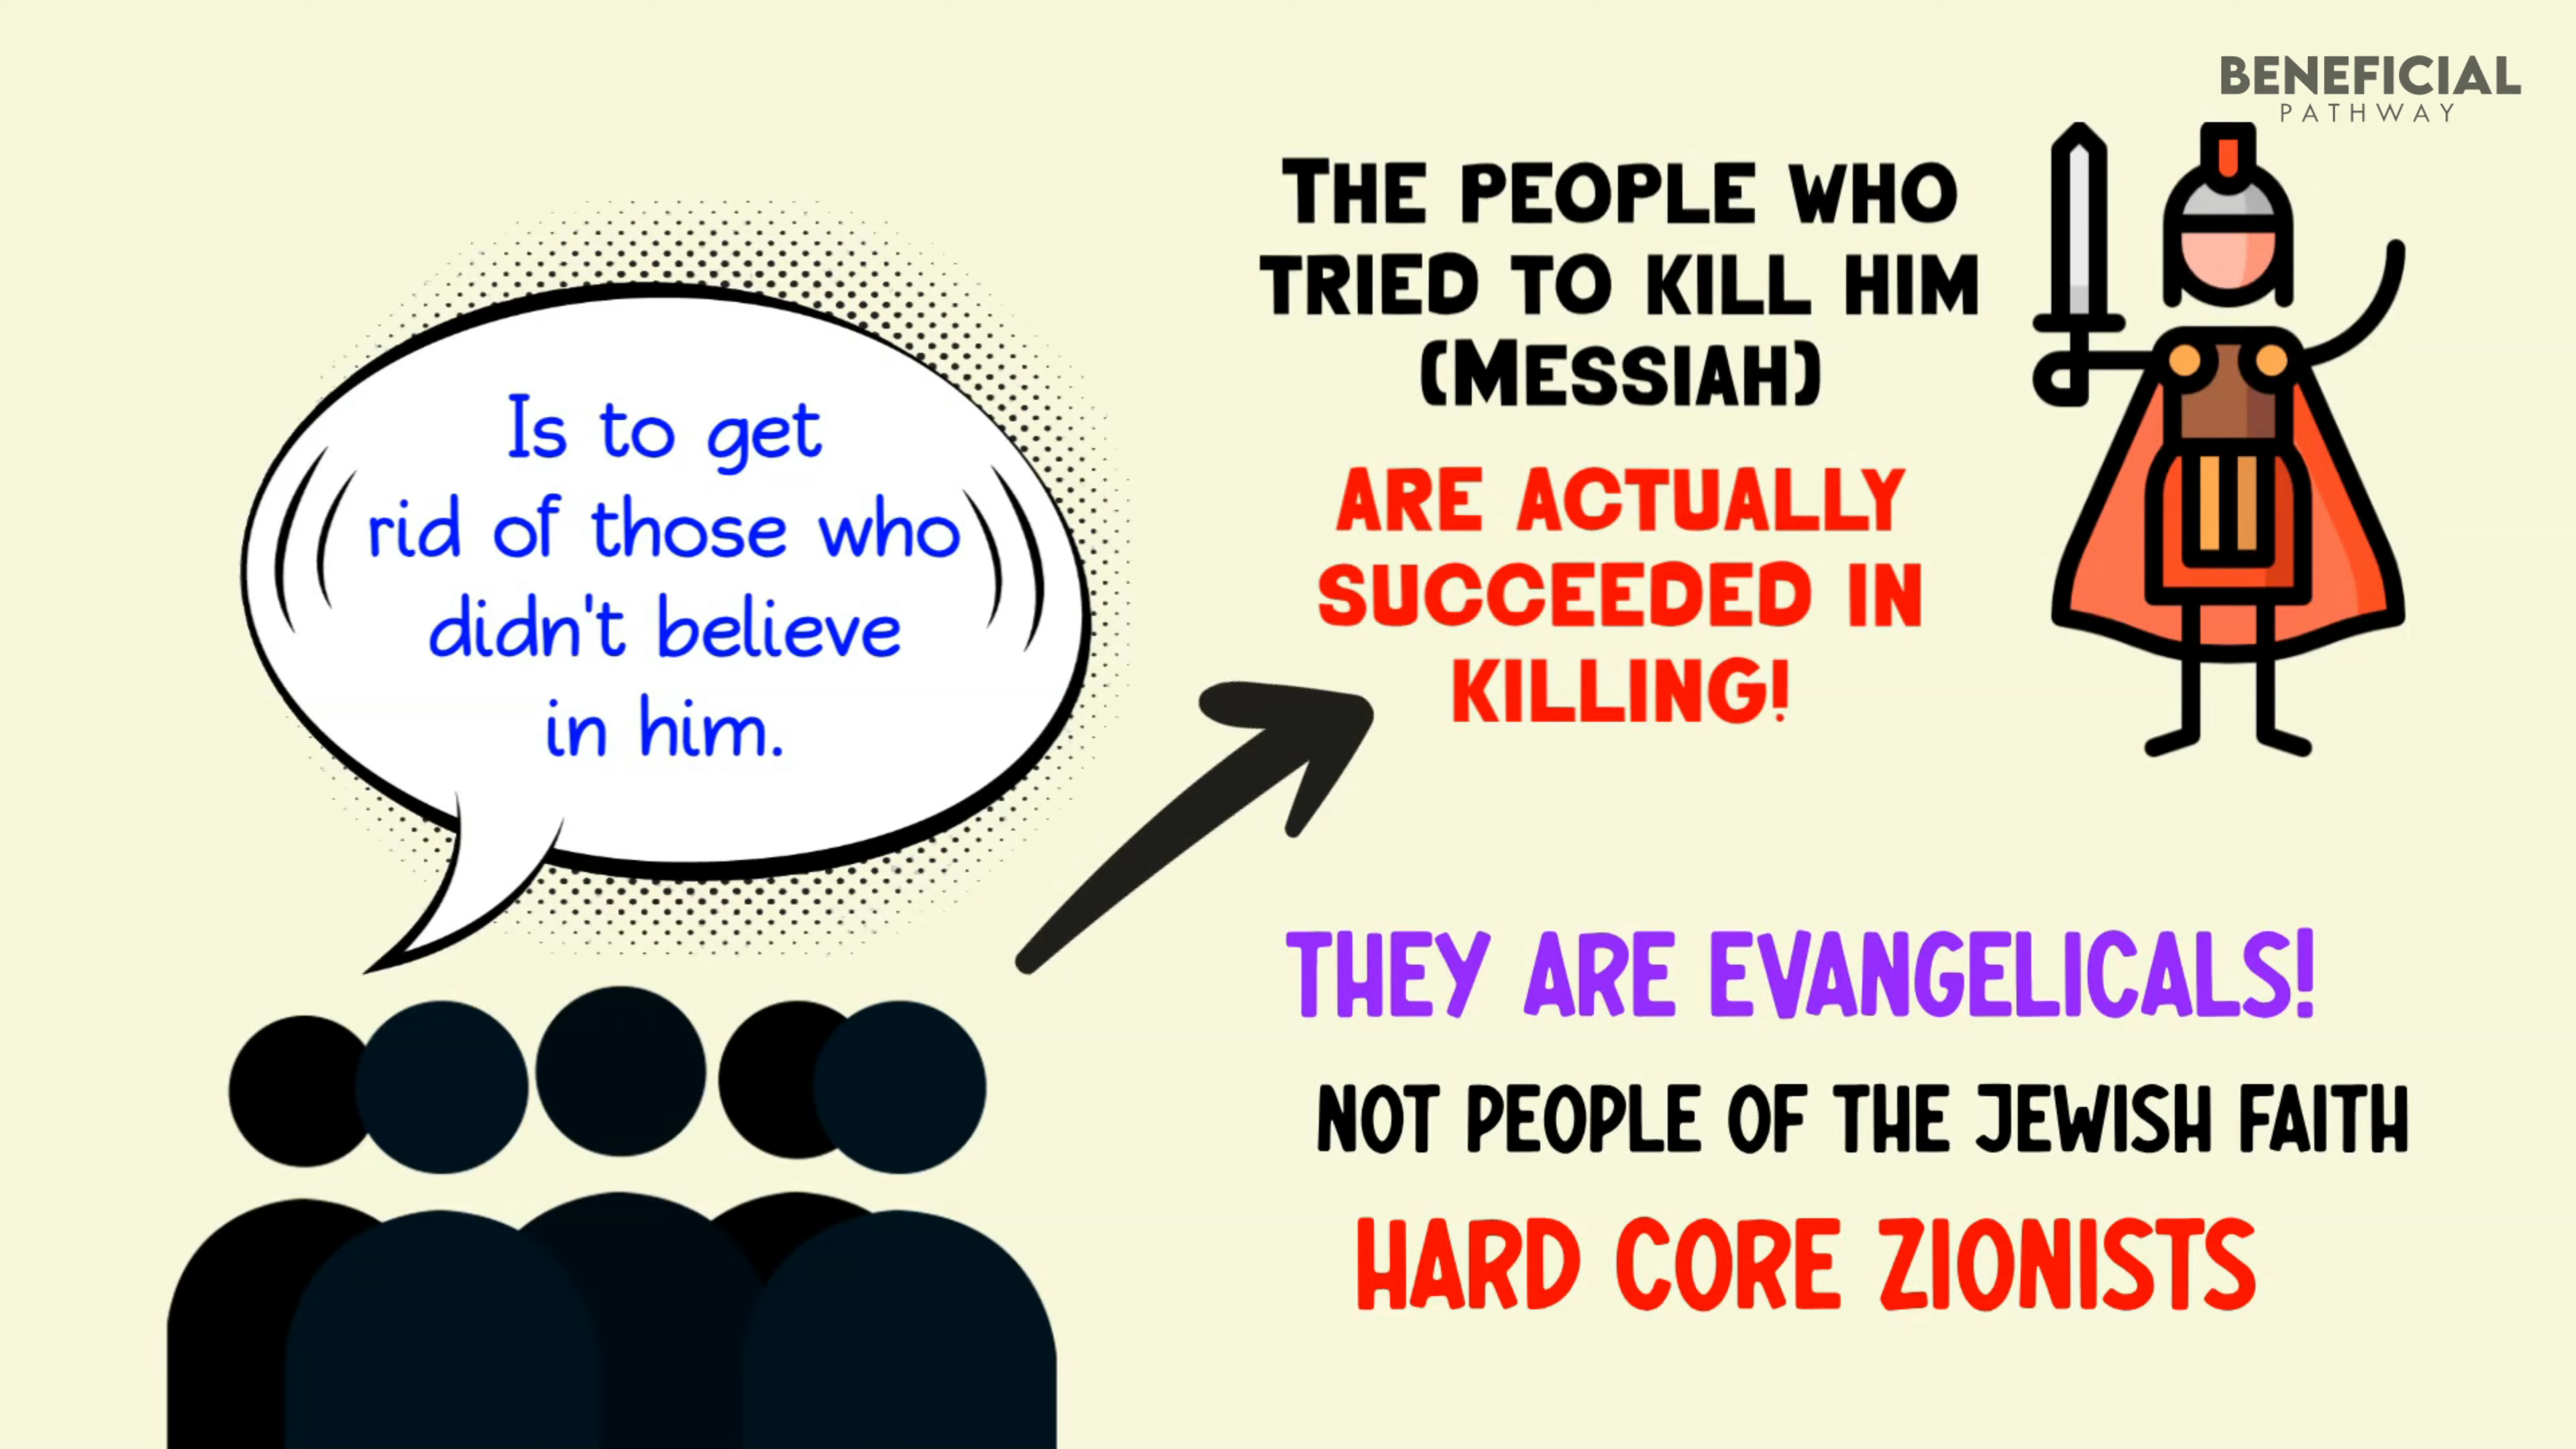 BENEFICIAL
PATHWAY
Is to get
rid of those who
didn't believe
in him.
THE PEOPLE WHO
TRIED TO KILL HIM
(MESSIAH)
ARE ACTUALLY
SUCCEEDED IN
KILLING!
THEY ARE EVANGELICALS!
NOT PEOPLE OF THE JEWISH FAITH
HARD CORE ZIONISTS